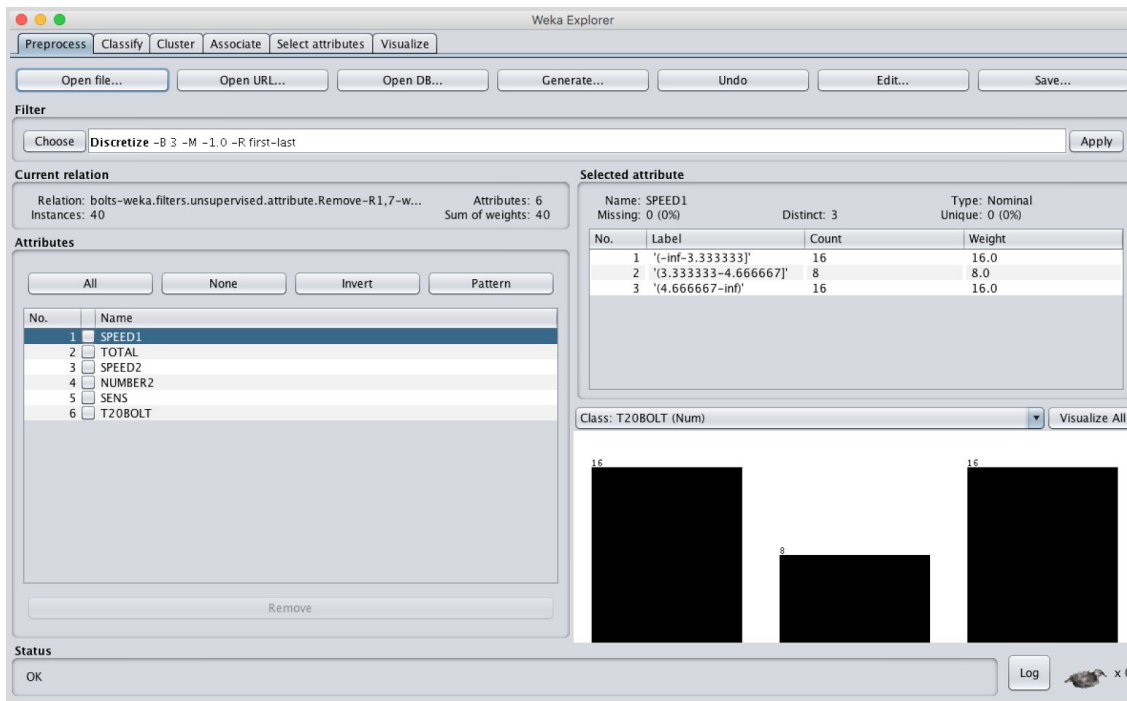 Weka Explorer
Preprocess Classify Cluster Associate Select attributes Visualize
Open file... Open URL... Open DB... Generate... Undo Edit... Save...
Filter
Choose Discretize -B 3 -M -1.0 -R first-last Apply
Current relation
Relation: bolts-weka.filters.unsupervised.attribute.Remove-R1,7-w... Attributes: 6
Instances: 40 Sum of weights: 40
Attributes
All None Invert Pattern
No. Name
1 SPEED1
2 TOTAL
3 SPEED2
4 NUMBER2
5 SENS
6 T20BOLT
Remove
Selected attribute
Name: SPEED1 Type: Nominal
Missing: 0 (0%) Distinct: 3 Unique: 0 (0%)
No. Label Count Weight
1 '(-inf-3.333333]' 16 16.0
2 '(3.333333-4.666667]' 8 8.0
3 '(4.666667-inf)' 16 16.0
Class: T20BOLT (Num) Visualize All
16 8 16
Status
OK Log x